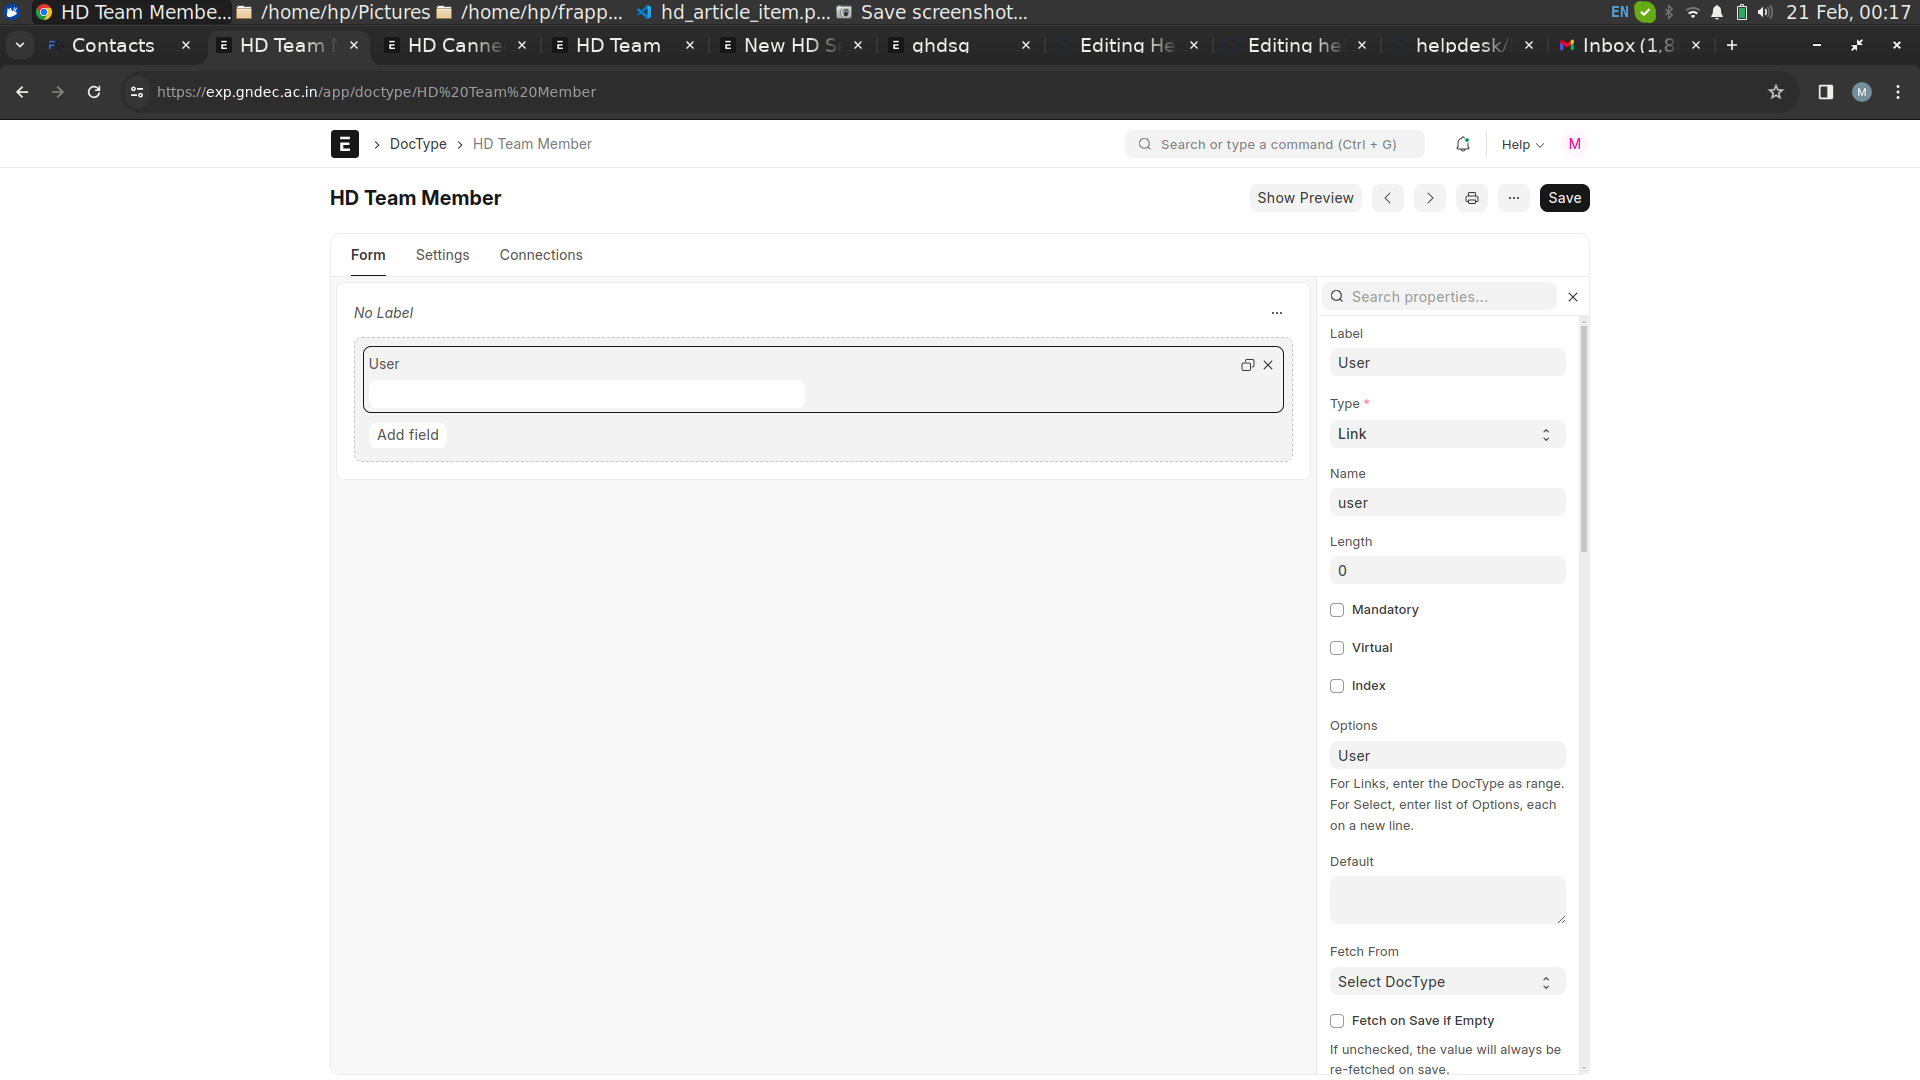 HD Team Membe... /home/hp/Pictures /home/hp/frapp... hd_article_item.p... Save screenshot... EN 21 Feb, 00:17
Contacts HD Team HD Canne HD Team New HD S ghdsg Editing He Editing he helpdesk/ Inbox (1,8
https://exp.gndec.ac.in/app/doctype/HD%20Team%20Member M
E DocType HD Team Member Search or type a command (Ctrl + G) Help M
HD Team Member Show Preview Save
Form Settings Connections
No Label
User
Add field
Search properties...
Label
User
Type *
Link
Name
user
Length
0
Mandatory
Virtual
Index
Options
User
For Links, enter the DocType as range.
For Select, enter list of Options, each
on a new line.
Default
Fetch From
Select DocType
Fetch on Save if Empty
If unchecked, the value will always be
re-fetched on save.